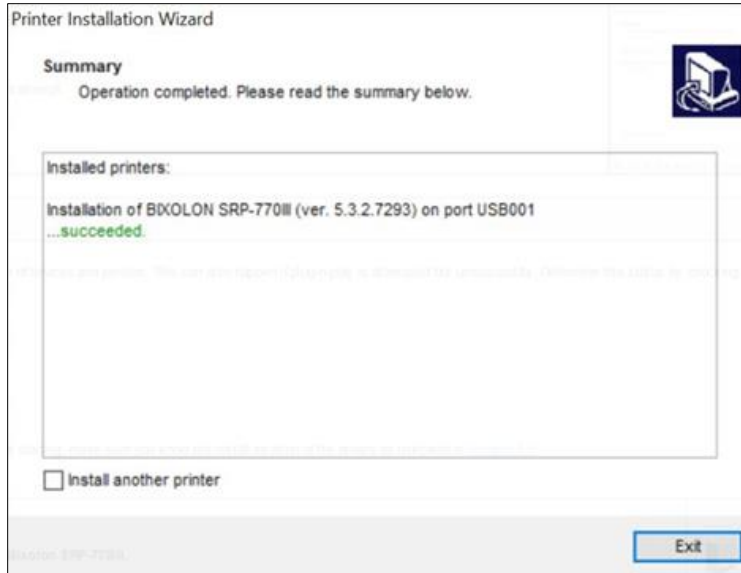 Printer Installation Wizard
Summary
Operation completed. Please read the summary below.
Installed printers:
Installation of BIXOLON SRP-770III (ver. 5.3.2.7293) on port USB001
...succeeded.
Install another printer
Exit